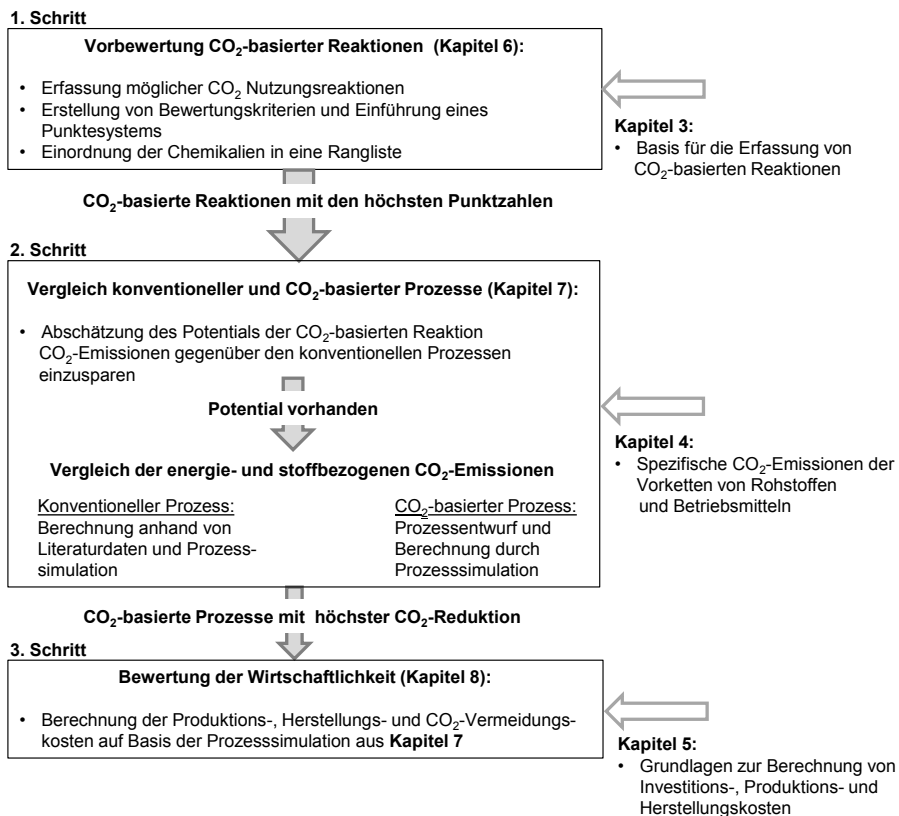 1. Schritt
Vorbewertung CO₂-basierter Reaktionen (Kapitel 6):
• Erfassung möglicher CO₂ Nutzungsreaktionen
• Erstellung von Bewertungskriterien und Einführung eines
Punktesystems
• Einordnung der Chemikalien in eine Rangliste
Kapitel 3:
• Basis für die Erfassung von
CO₂-basierten Reaktionen
CO₂-basierte Reaktionen mit den höchsten Punktzahlen
2. Schritt
Vergleich konventioneller und CO₂-basierter Prozesse (Kapitel 7):
• Abschätzung des Potentials der CO₂-basierten Reaktion
CO₂-Emissionen gegenüber den konventionellen Prozessen
einzusparen
Potential vorhanden
Vergleich der energie- und stoffbezogenen CO₂-Emissionen
Konventioneller Prozess:
Berechnung anhand von
Literaturdaten und Prozess-
simulation
CO₂-basierter Prozess:
Prozessentwurf und
Berechnung durch
Prozesssimulation
Kapitel 4:
• Spezifische CO₂-Emissionen der
Vorketten von Rohstoffen
und Betriebsmitteln
CO₂-basierte Prozesse mit höchster CO₂-Reduktion
3. Schritt
Bewertung der Wirtschaftlichkeit (Kapitel 8):
• Berechnung der Produktions-, Herstellungs- und CO₂-Vermeidungs-
kosten auf Basis der Prozesssimulation aus Kapitel 7
Kapitel 5:
• Grundlagen zur Berechnung von
Investitions-, Produktions- und
Herstellungskosten